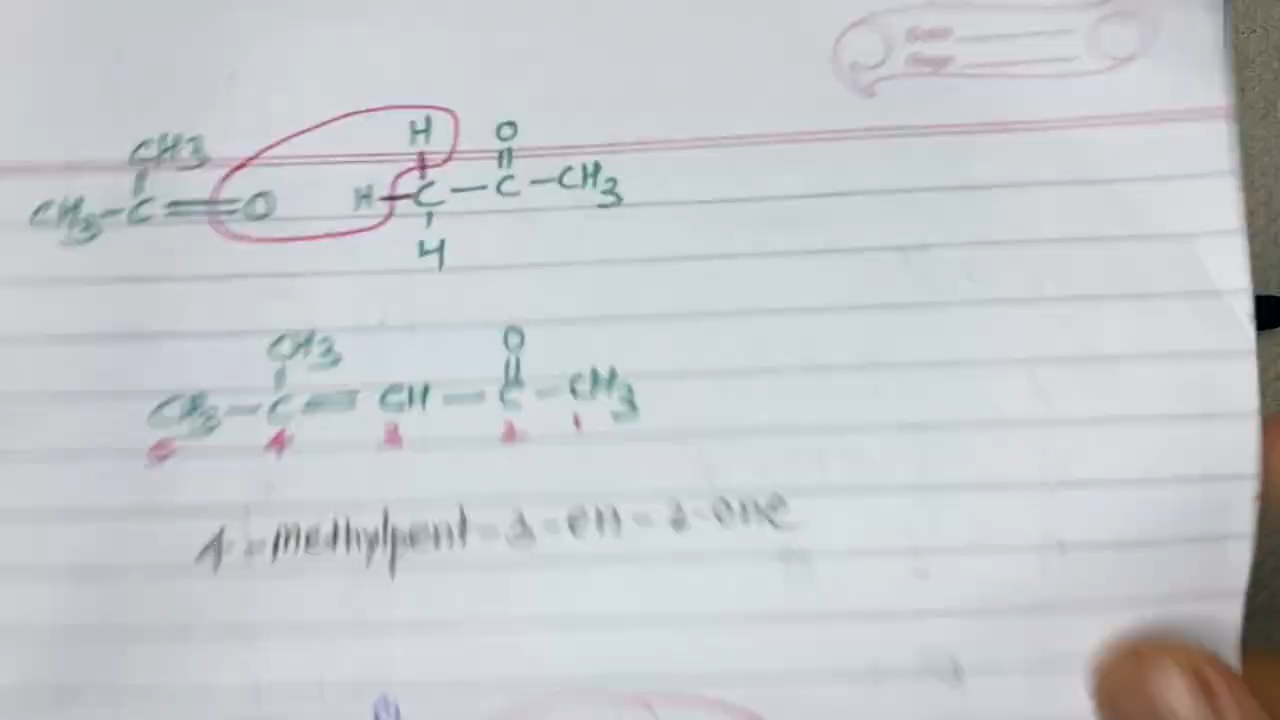 H O
CH3
CH3-C=O H-C-C-CH3
H
CH3 O
CH3-C=CH-C-CH3
5 4 3 2 1
4-methylpent-3-en-2-one